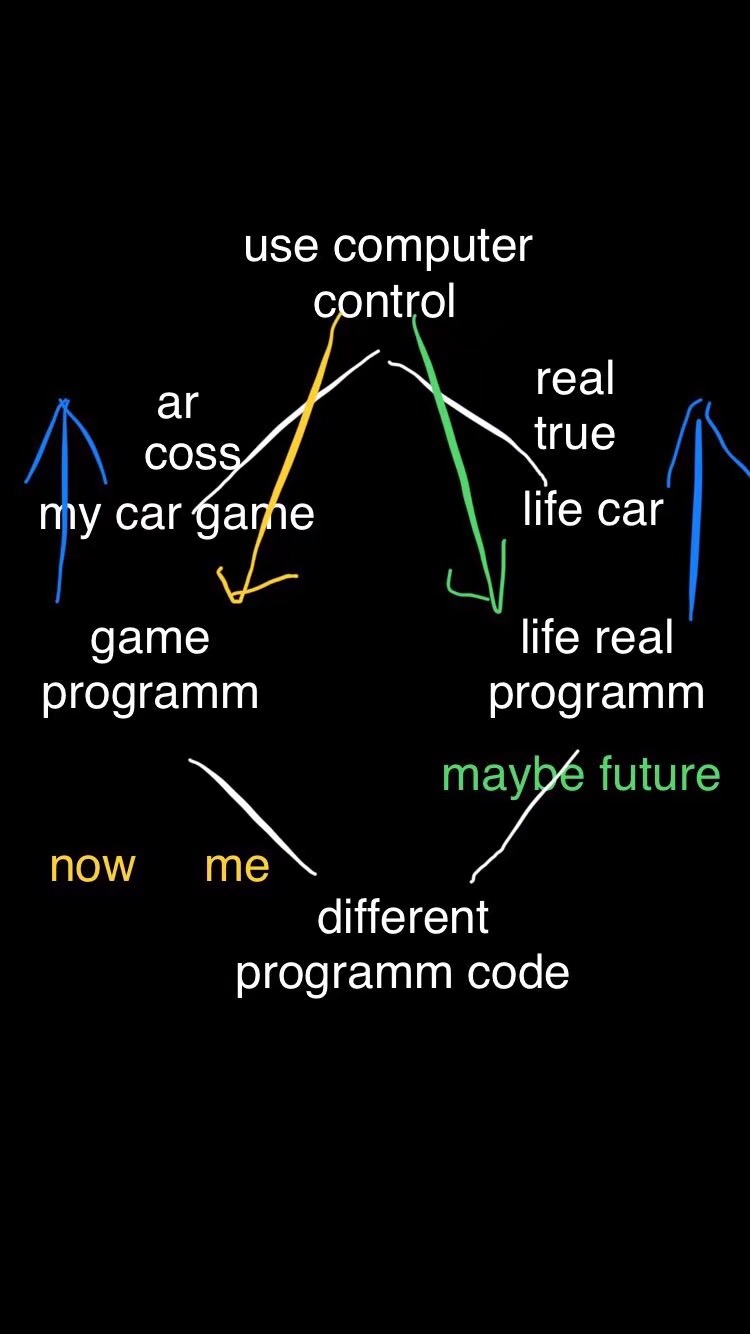 use computer
control
ar
coss
my car game
real
true
life car
game
programm
life real
programm
maybe future
now me
different
programm code